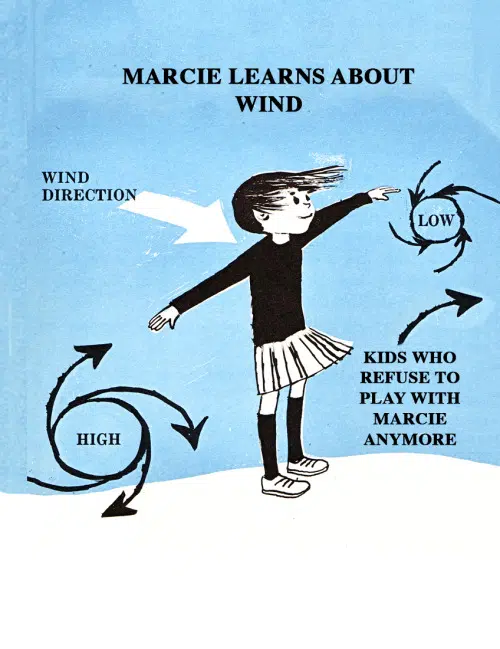 MARCIE LEARNS ABOUT
WIND
WIND
DIRECTION
LOW
KIDS WHO
REFUSE TO
PLAY WITH
MARCIE
ANYMORE
HIGH